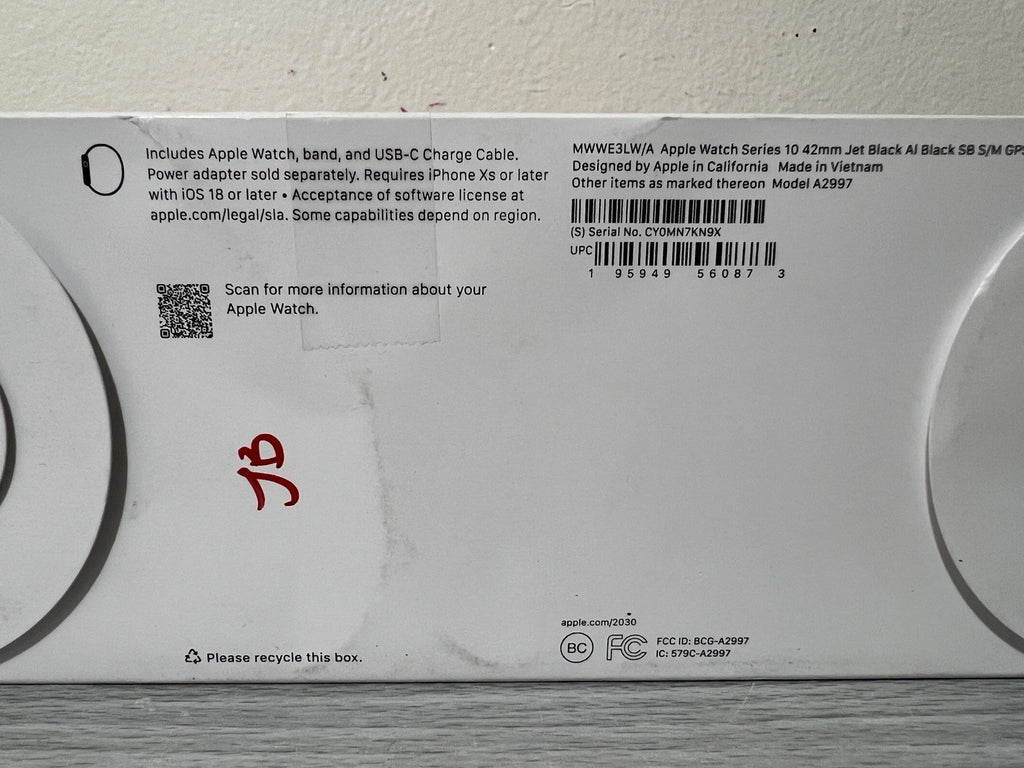 Includes Apple Watch, band, and USB-C Charge Cable.
Power adapter sold separately. Requires iPhone Xs or later
with iOS 18 or later • Acceptance of software license at
apple.com/legal/sla. Some capabilities depend on region.
Scan for more information about your
Apple Watch.
JB
Please recycle this box.
MWWE3LW/A Apple Watch Series 10 42mm Jet Black Al Black SB S/M GPS
Designed by Apple in California Made in Vietnam
Other items as marked thereon Model A2997
(S) Serial No. CY0MN7KN9X
UPC
1 95949 56087 3
apple.com/2030
BC FC FCC ID: BCG-A2997
IC: 579C-A2997